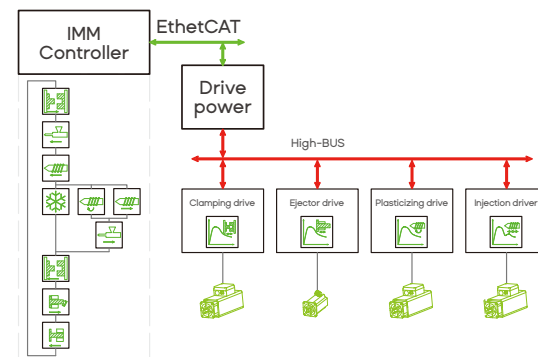 IMM
Controller
EthetCAT
Drive
power
High-BUS
Clamping drive
Ejector drive
Plasticizing drive
Injection driver